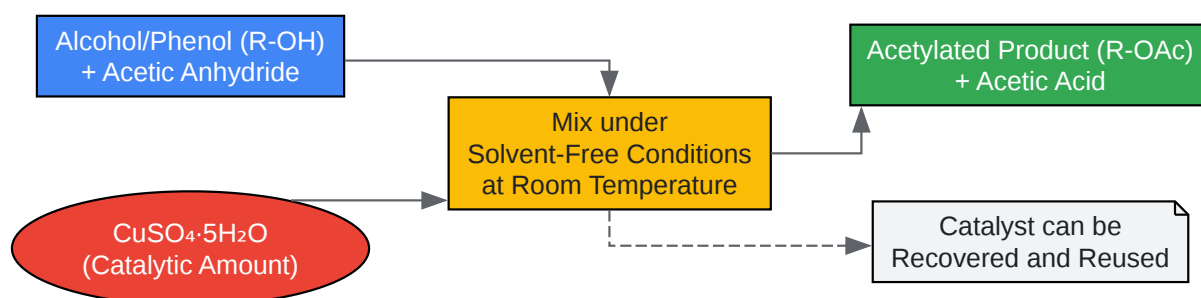 Alcohol/Phenol (R-OH)
+ Acetic Anhydride
CuSO₄·5H₂O
(Catalytic Amount)
Mix under
Solvent-Free Conditions
at Room Temperature
Acetylated Product (R-OAc)
+ Acetic Acid
Catalyst can be
Recovered and Reused